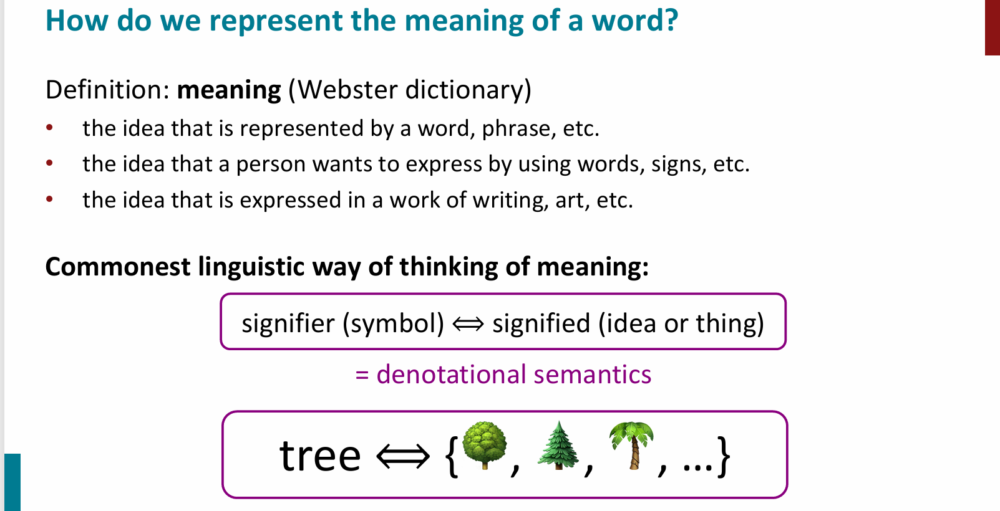 How do we represent the meaning of a word?
Definition: meaning (Webster dictionary)
• the idea that is represented by a word, phrase, etc.
• the idea that a person wants to express by using words, signs, etc.
• the idea that is expressed in a work of writing, art, etc.
Commonest linguistic way of thinking of meaning:
signifier (symbol) ⟺ signified (idea or thing)
= denotational semantics
tree ⟺ {🌳, 🌲, 🌴, …}